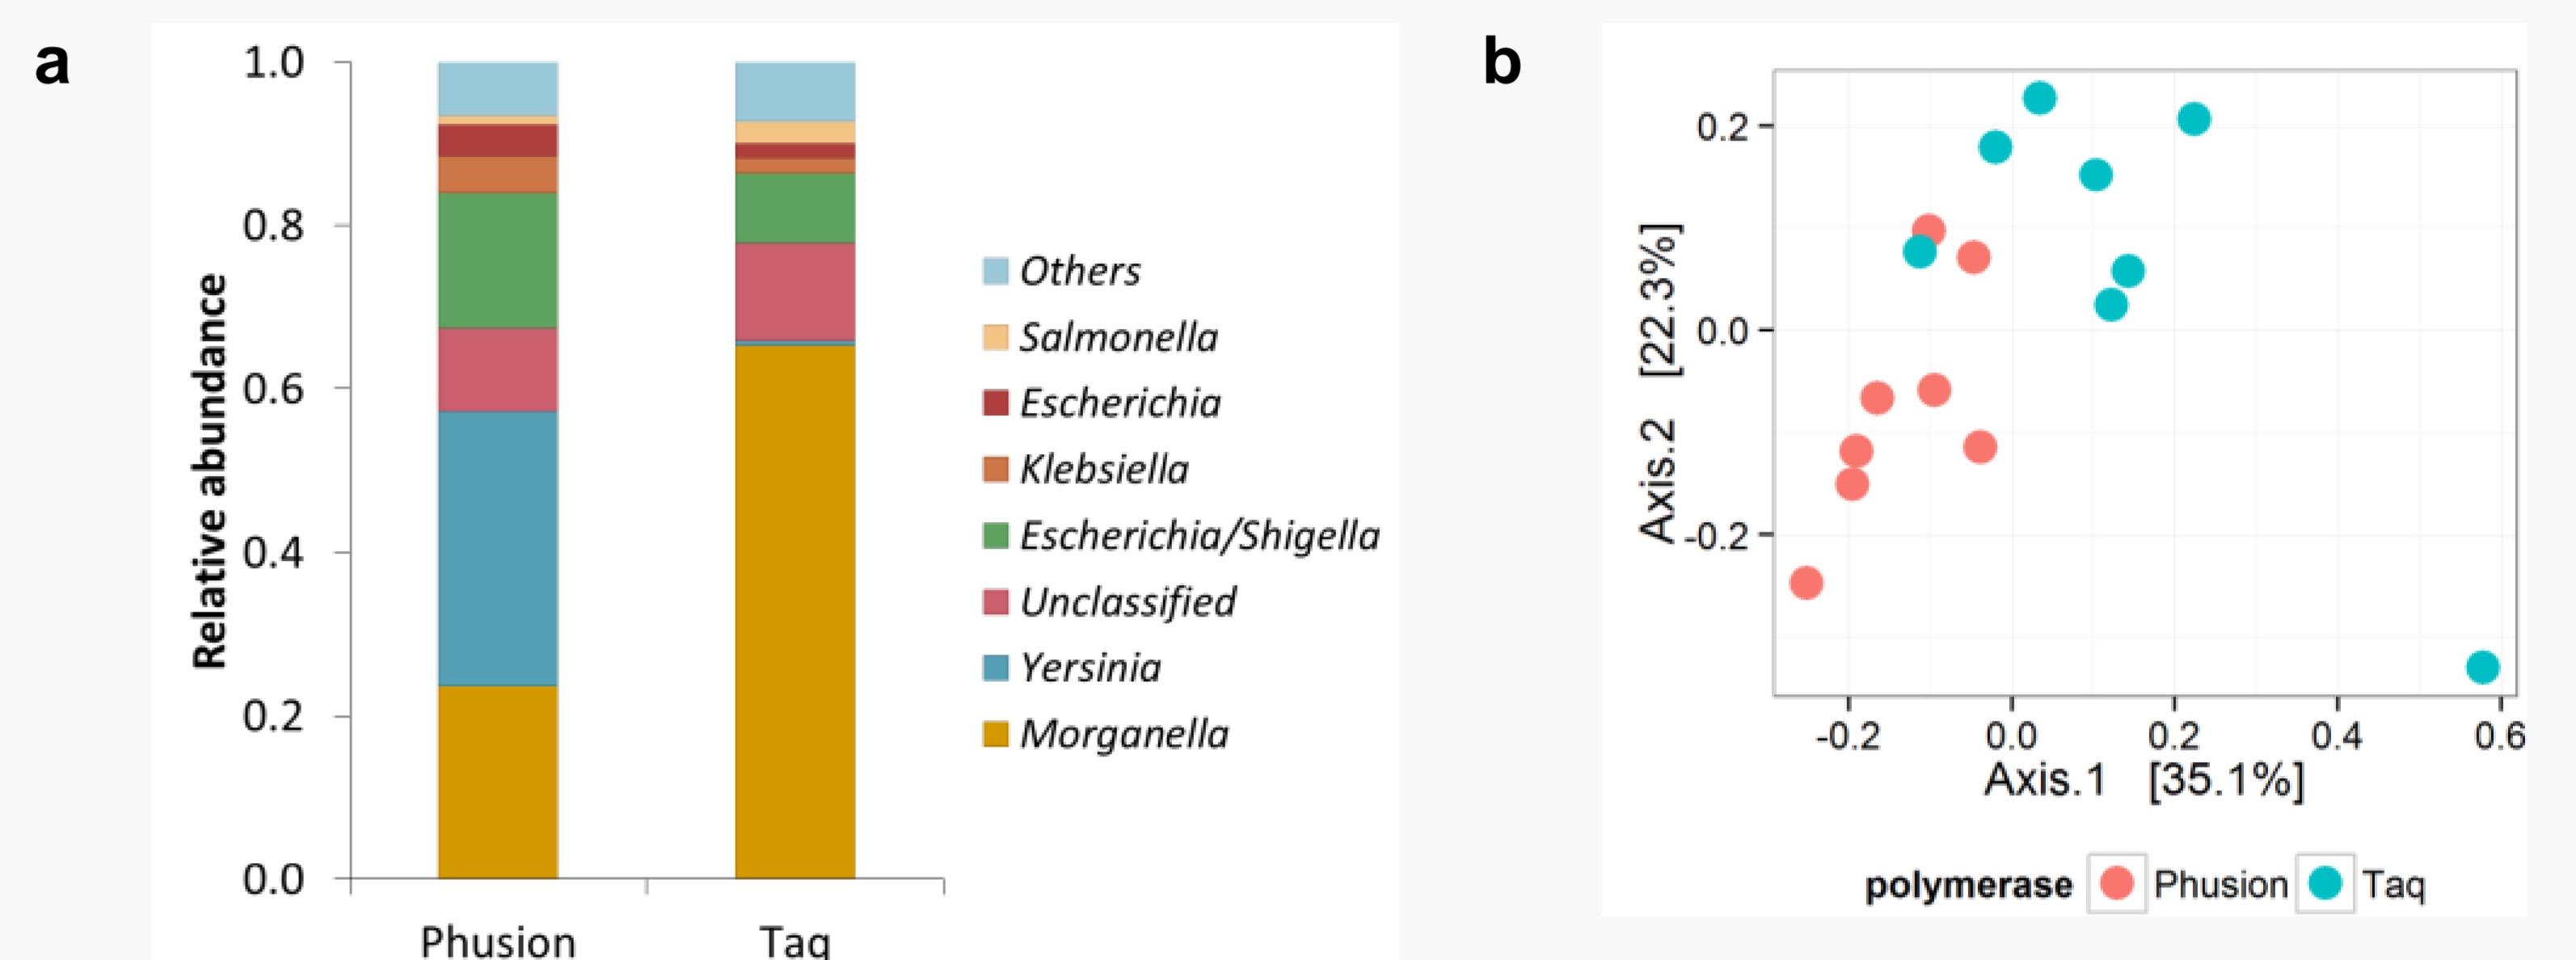 a
Relative abundance
1.0
0.8
0.6
0.4
0.2
0.0
Phusion
Taq
Others
Salmonella
Escherichia
Klebsiella
Escherichia/Shigella
Unclassified
Yersinia
Morganella
b
Axis.2 [22.3%]
0.2
0.0
-0.2
-0.2 0.0 0.2 0.4 0.6
Axis.1 [35.1%]
polymerase Phusion Taq